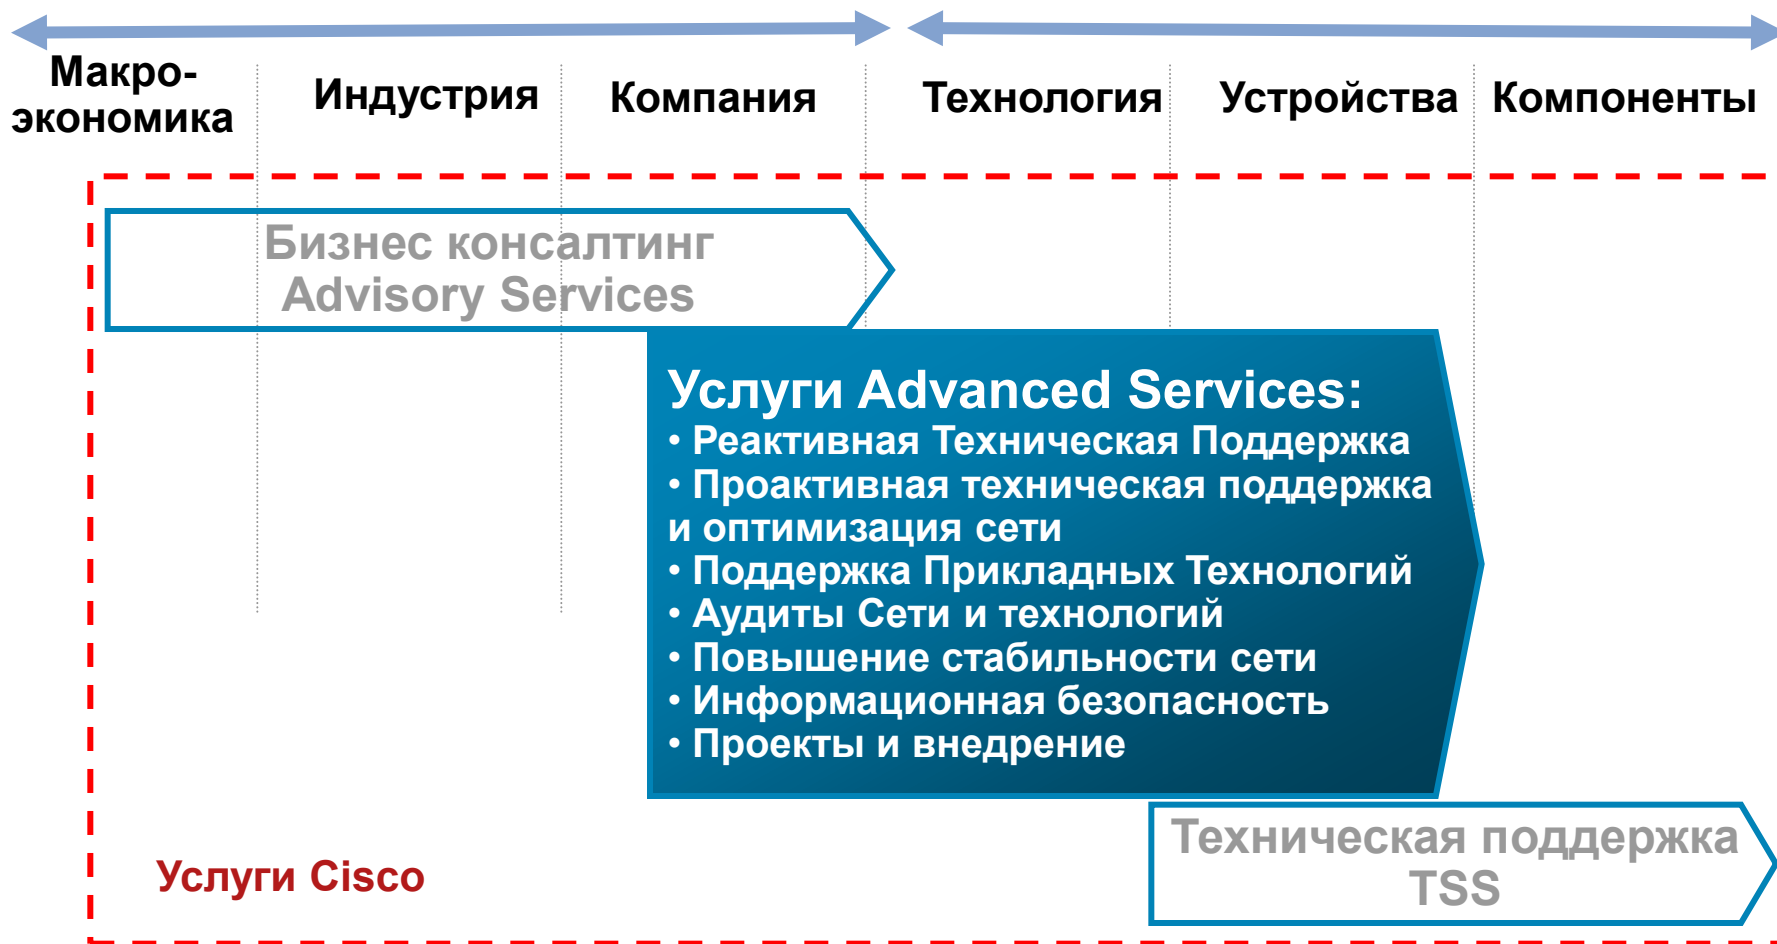 Макро-
экономика
Индустрия
Компания
Технология
Устройства
Компоненты
Бизнес консалтинг
Advisory Services
Услуги Advanced Services:
• Реактивная Техническая Поддержка
• Проактивная техническая поддержка
и оптимизация сети
• Поддержка Прикладных Технологий
• Аудиты Сети и технологий
• Повышение стабильности сети
• Информационная безопасность
• Проекты и внедрение
Техническая поддержка
TSS
Услуги Cisco